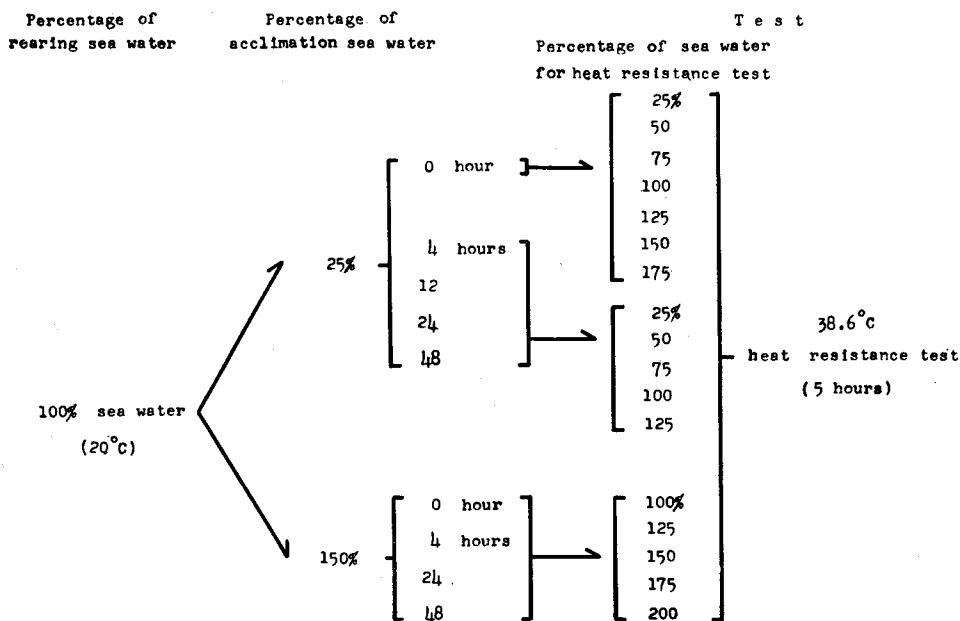 Percentage of
rearing sea water
Percentage of
acclimation sea water
Test
Percentage of sea water
for heat resistance test
100% sea water
(20°C)
25%
0 hour
4 hours
12
24
48
150%
0 hour
4 hours
24
48
25%
50
75
100
125
150
175
25%
50
75
100
125
100%
125
150
175
200
38.6°C
heat resistance test
(5 hours)